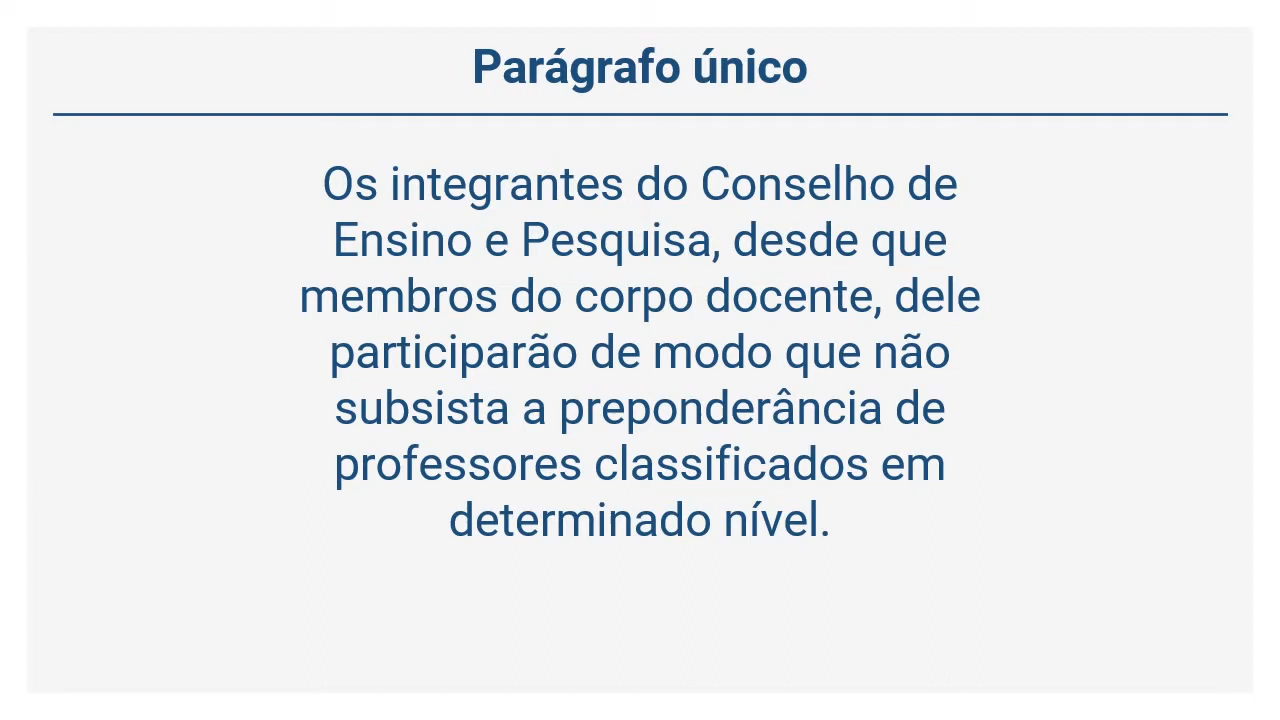 Parágrafo único
Os integrantes do Conselho de
Ensino e Pesquisa, desde que
membros do corpo docente, dele
participarão de modo que não
subsista a preponderância de
professores classificados em
determinado nível.